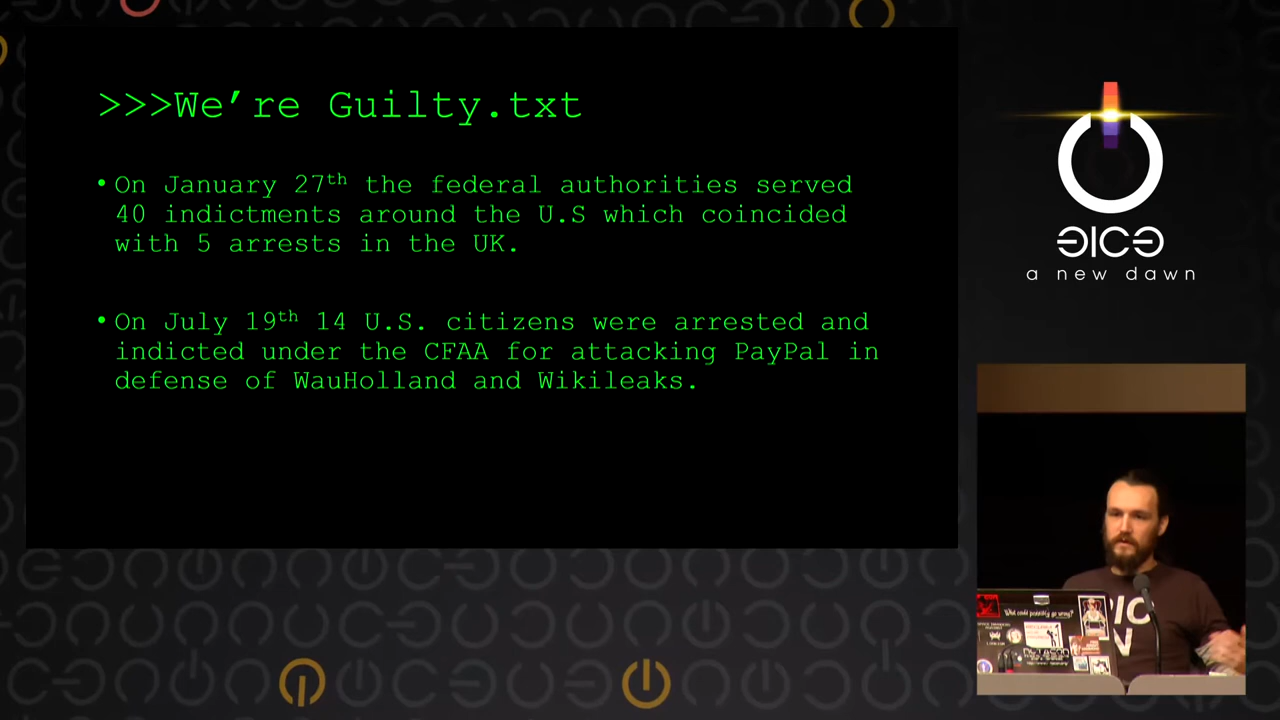 >>>We're Guilty.txt
• On January 27th the federal authorities served
40 indictments around the U.S which coincided
with 5 arrests in the UK.
• On July 19th 14 U.S. citizens were arrested and
indicted under the CFAA for attacking PayPal in
defense of WauHolland and Wikileaks.
a new dawn
What could possibly go wrong?